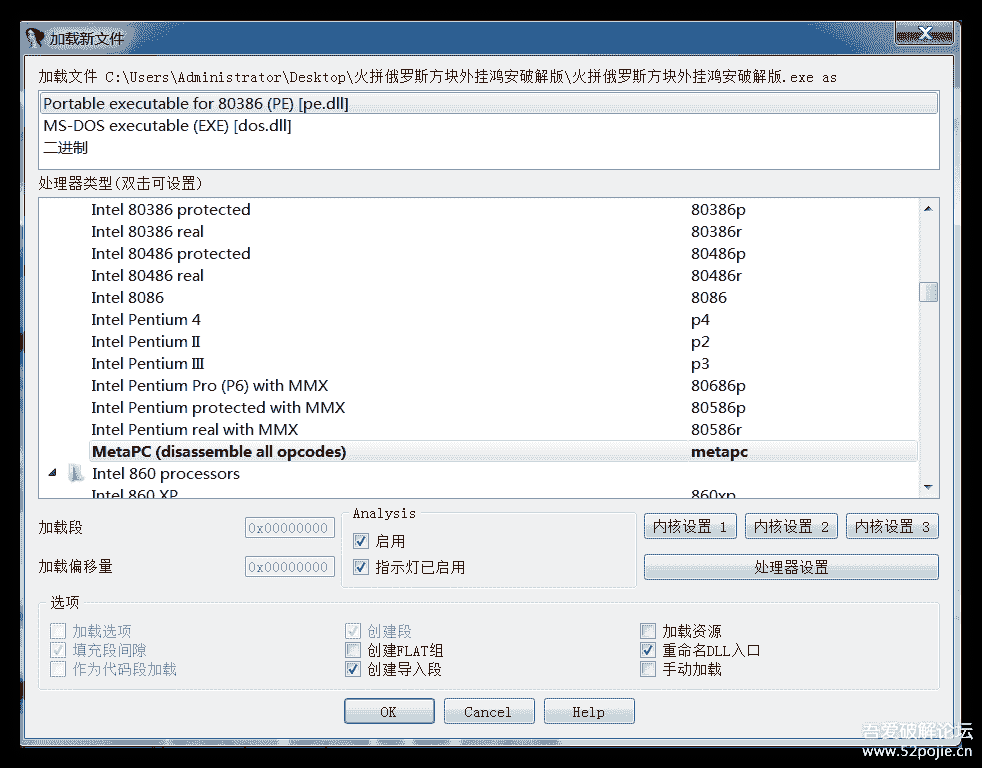 加载新文件
加载文件 C:\Users\Administrator\Desktop\火拼俄罗斯方块外挂鸿安破解版\火拼俄罗斯方块外挂鸿安破解版.exe as
Portable executable for 80386 (PE) [pe.dll]
MS-DOS executable (EXE) [dos.dll]
二进制
处理器类型(双击可设置)
Intel 80386 protected 80386p
Intel 80386 real 80386r
Intel 80486 protected 80486p
Intel 80486 real 80486r
Intel 8086 8086
Intel Pentium 4 p4
Intel Pentium II p2
Intel Pentium III p3
Intel Pentium Pro (P6) with MMX 80686p
Intel Pentium protected with MMX 80586p
Intel Pentium real with MMX 80586r
MetaPC (disassemble all opcodes) metapc
Intel 860 processors
Intel 860 XP 860xp
加载段 0x00000000
加载偏移量 0x00000000
Analysis
启用
指示灯已启用
内核设置 1 内核设置 2 内核设置 3
处理器设置
选项
加载选项 创建段 加载资源
填充段间隙 创建FLAT组 重命名DLL入口
作为代码段加载 创建导入段 手动加载
OK Cancel Help
吾爱破解论坛
www.52pojie.cn